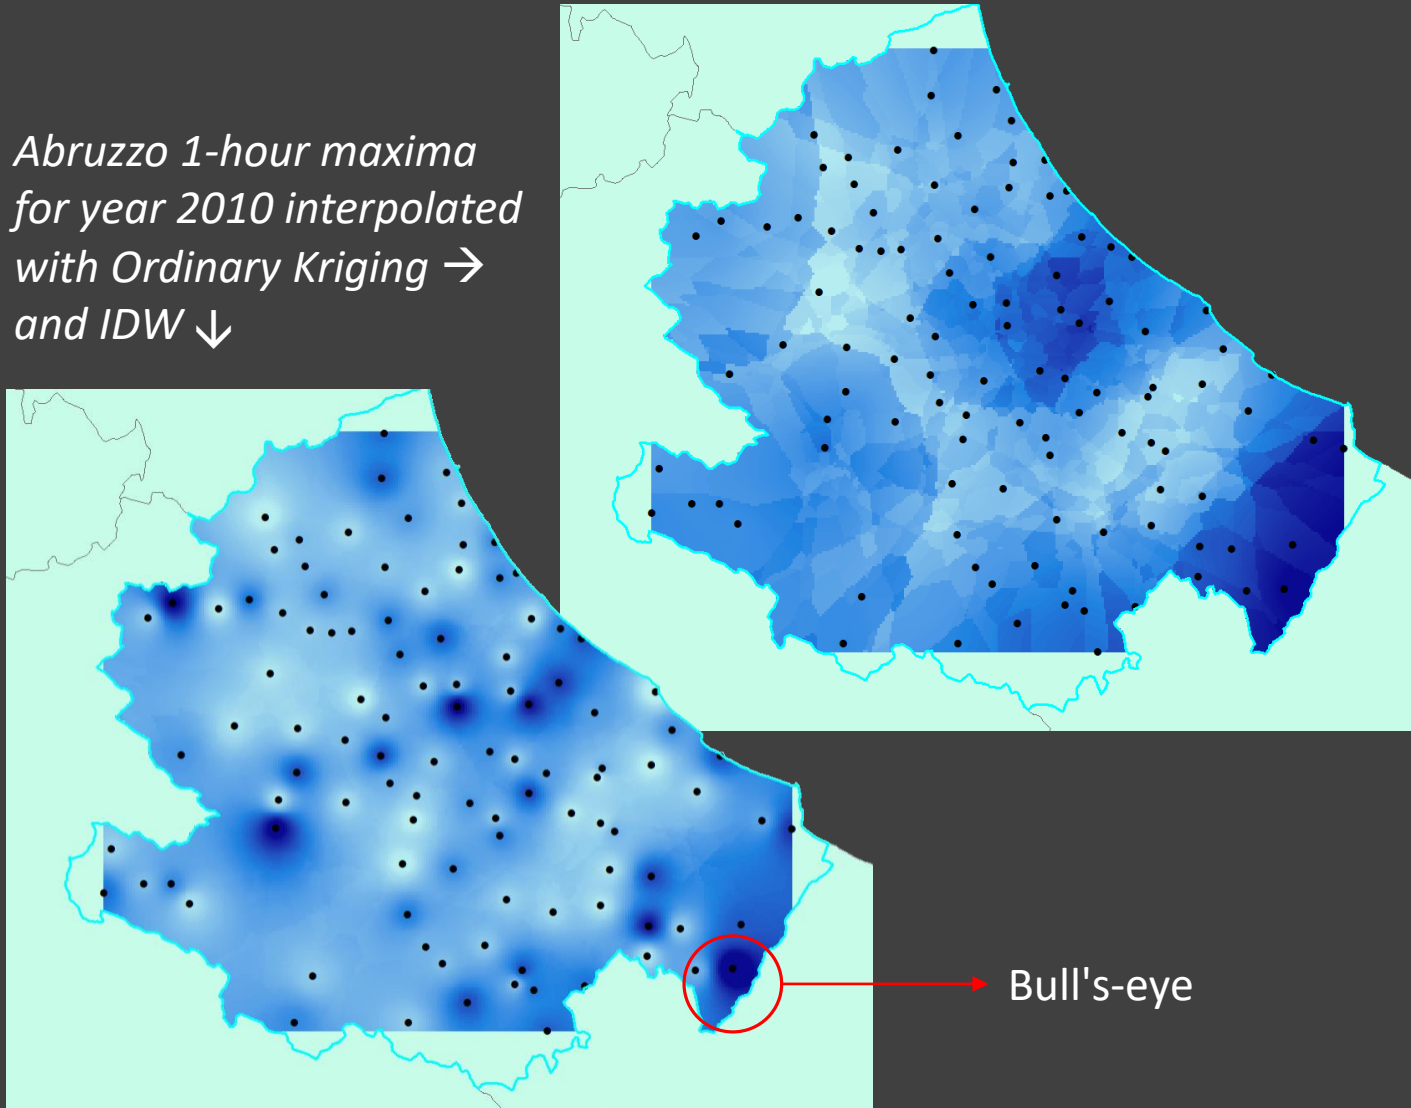 Abruzzo 1-hour maxima
for year 2010 interpolated
with Ordinary Kriging →
and IDW ↓
Bull's-eye